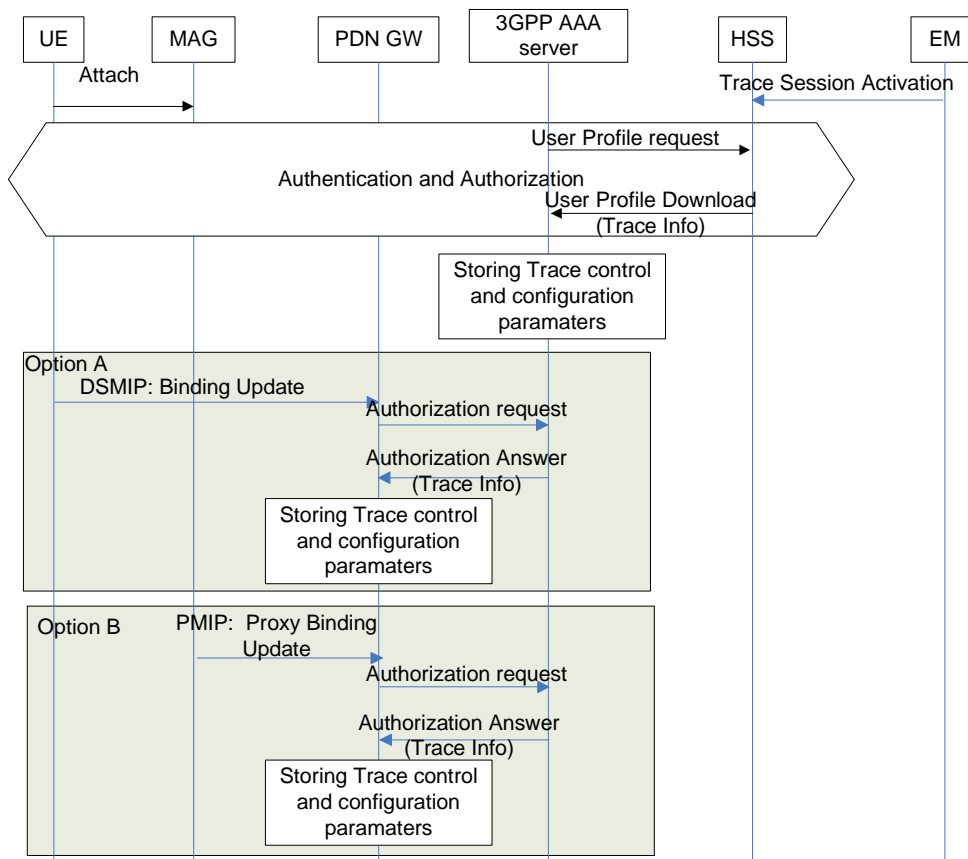 UE
MAG
PDN GW
3GPP AAA
server
HSS
EM
Attach
Trace Session Activation
User Profile request
Authentication and Authorization
User Profile Download
(Trace Info)
Storing Trace control
and configuration
paramaters
Option A
DSMIP: Binding Update
Authorization request
Authorization Answer
(Trace Info)
Storing Trace control
and configuration
paramaters
Option B
PMIP: Proxy Binding
Update
Authorization request
Authorization Answer
(Trace Info)
Storing Trace control
and configuration
paramaters